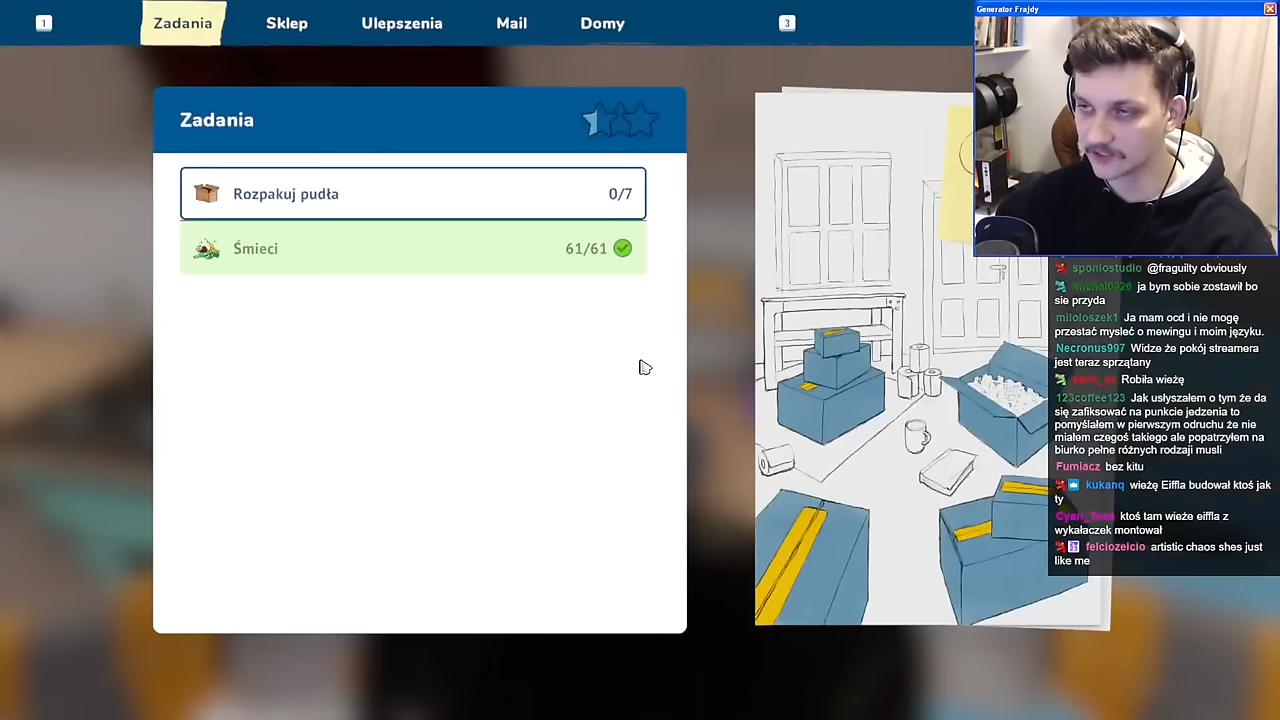 1
Zadania
Sklep
Ulepszenia
Mail
Domy
3
Generator Frajdy
Zadania
Rozpakuj pudła
0/7
Śmieci
61/61
sponiostudio @fraguilty obviously
ja bym sobie zostawił bo
sie przyda
miloloszek1 Ja mam ocd i nie mogę
przestać mysleć o mewingu i moim języku.
Necronus997 Widze że pokój streamera
jest teraz sprzątany
Robiła wieżę
123coffee123 Jak usłyszałem o tym że da
się zafiksować na punkcie jedzenia to
pomyślałem w pierwszym odruchu że nie
miałem czegoś takiego ale popatrzyłem na
biurko pełne różnych rodzaji musli
Fumiacz bez kitu
kukanq wieżę Eiffla budował ktoś jak
ty
ktoś tam wieże eiffla z
wykałaczek montował
felciozelcio artistic chaos shes just
like me